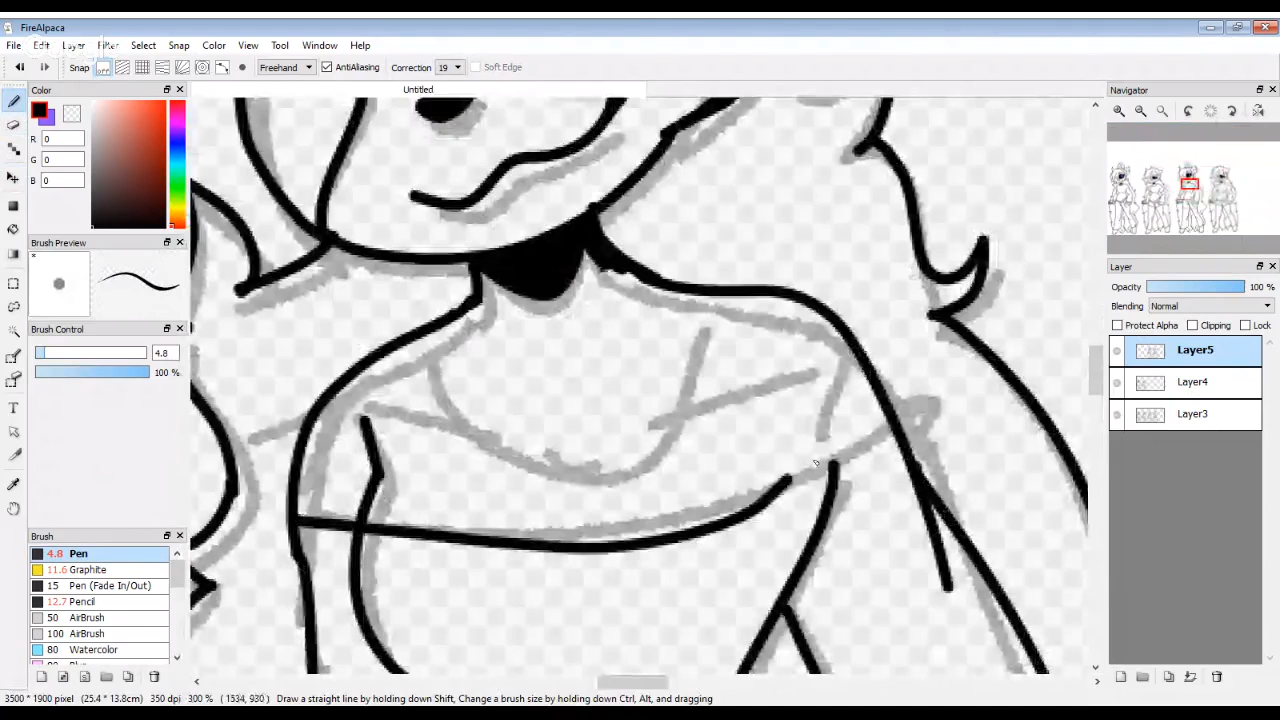 FireAlpaca
File Edit Layer Filter Select Snap Color View Tool Window Help
Snap OFF Freehand AntiAliasing Correction 19 Soft Edge
Color
Untitled
Navigator
R 0
G 0
B 0
Brush Preview
Layer
Opacity 100 %
Blending Normal
Protect Alpha Clipping Lock
Brush Control
4.8
100 %
Layer5
Layer4
Layer3
Brush
4.8 Pen
11.6 Graphite
15 Pen (Fade In/Out)
12.7 Pencil
50 AirBrush
100 AirBrush
80 Watercolor
3500 * 1900 pixel (25.4 * 13.8cm) 350 dpi 300 % ( 1534, 930 ) Draw a straight line by holding down Shift, Change a brush size by holding down Ctrl, Alt, and dragging